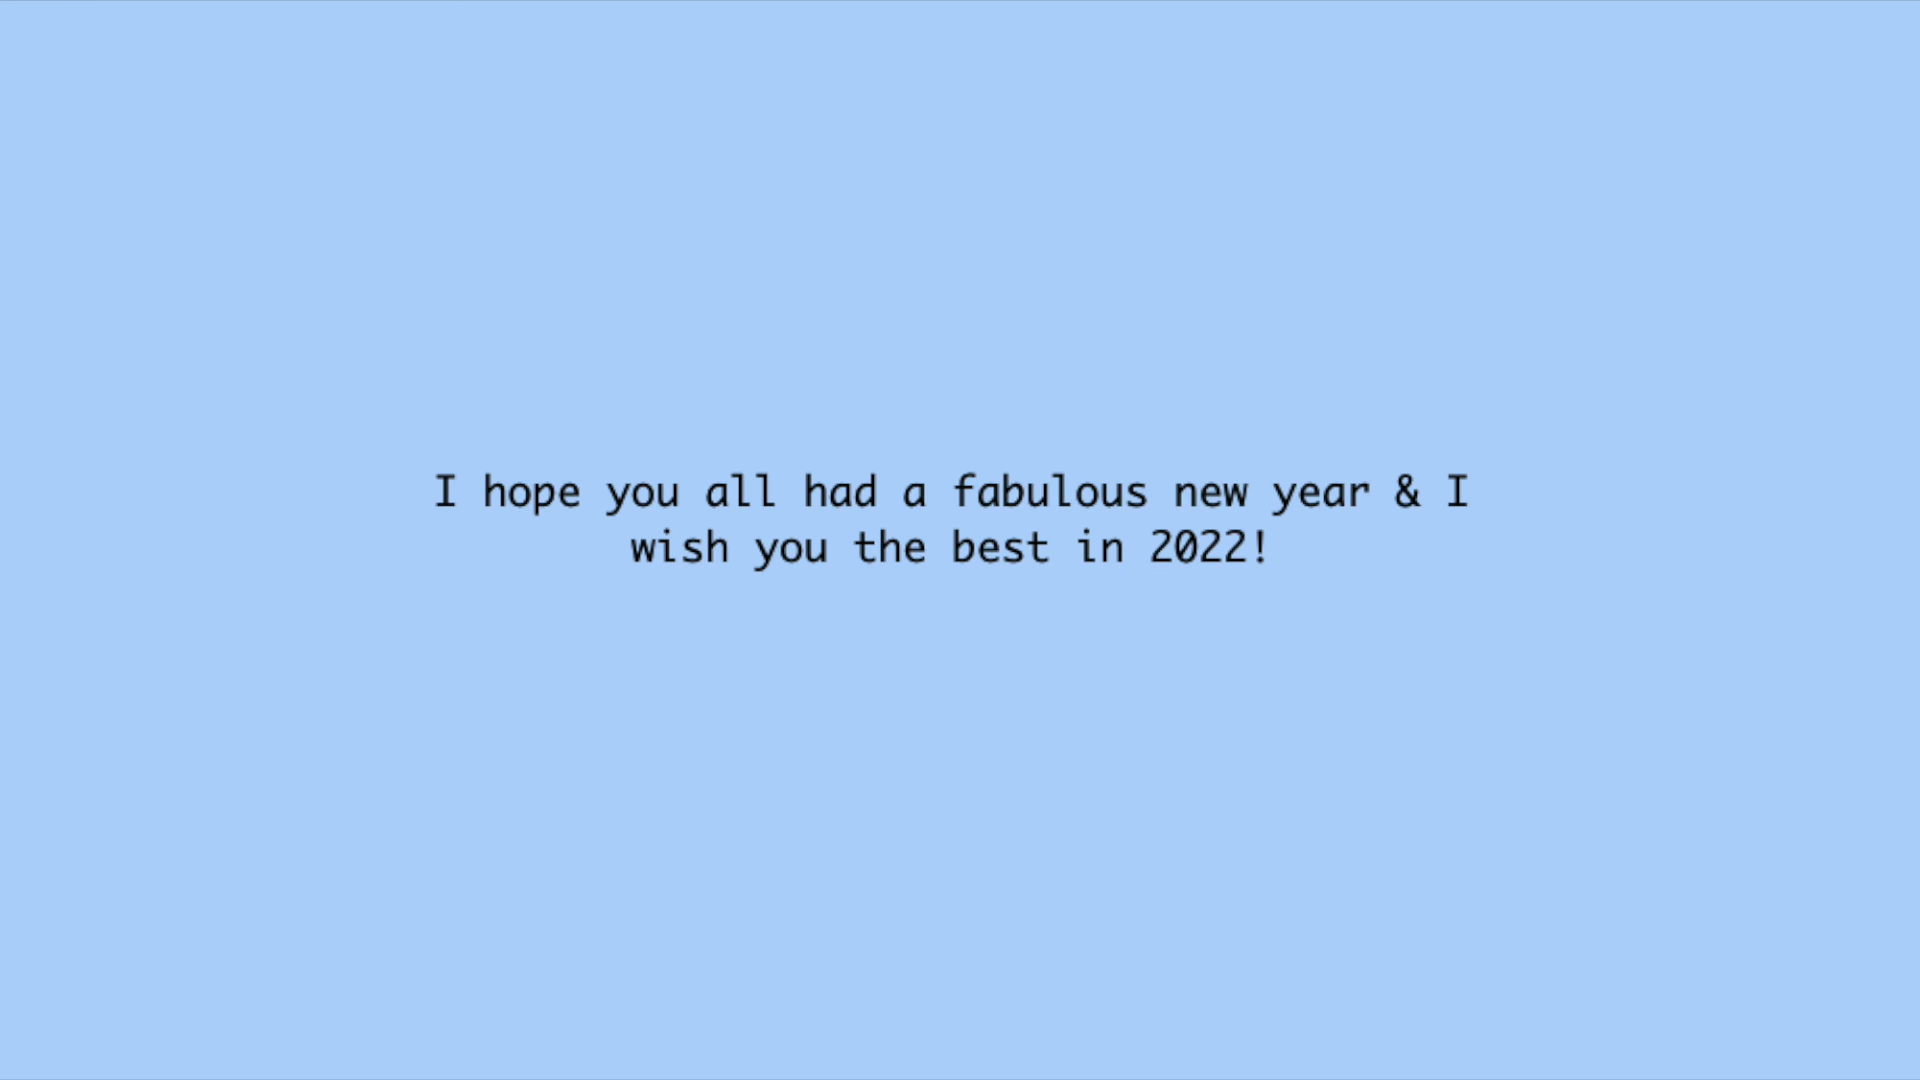 I hope you all had a fabulous new year & I
wish you the best in 2022!